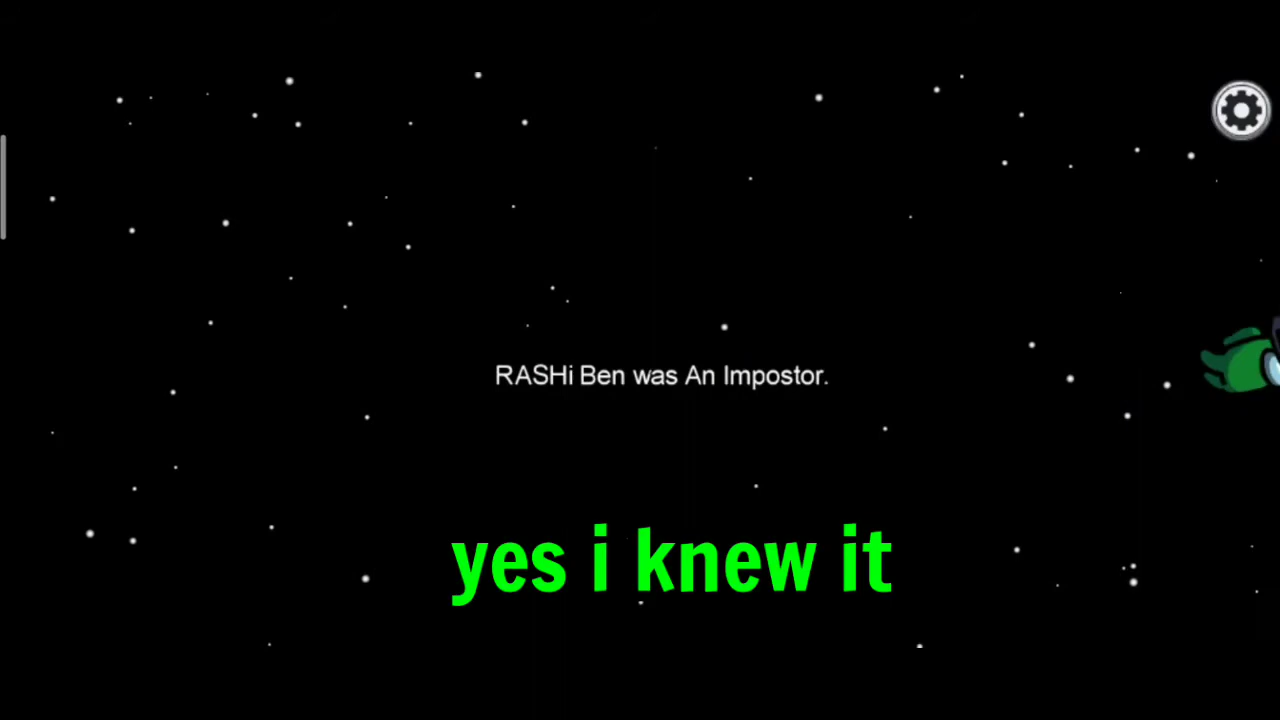 RASHi Ben was An Impostor.
yes i knew it